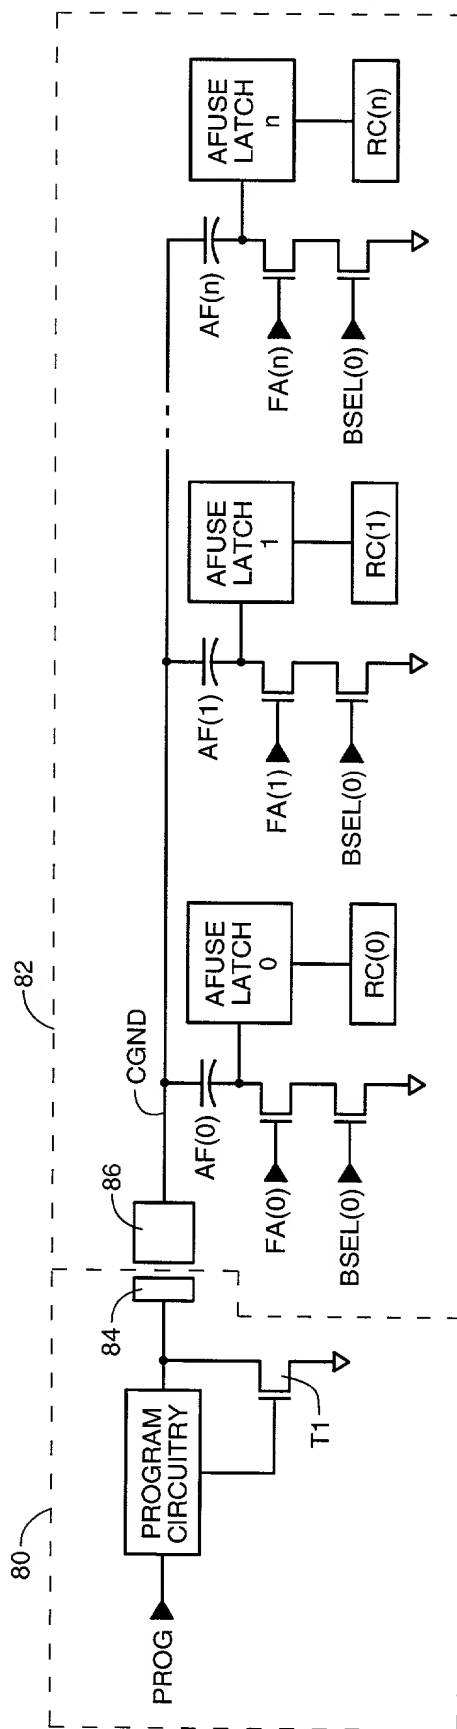 80
82
PROG
PROGRAM
CIRCUITRY
T1
84
86
CGND
AF(0)
AFUSE
LATCH
0
RC(0)
FA(0)
BSEL(0)
AF(1)
AFUSE
LATCH
1
RC(1)
FA(1)
BSEL(0)
AF(n)
AFUSE
LATCH
n
RC(n)
FA(n)
BSEL(0)